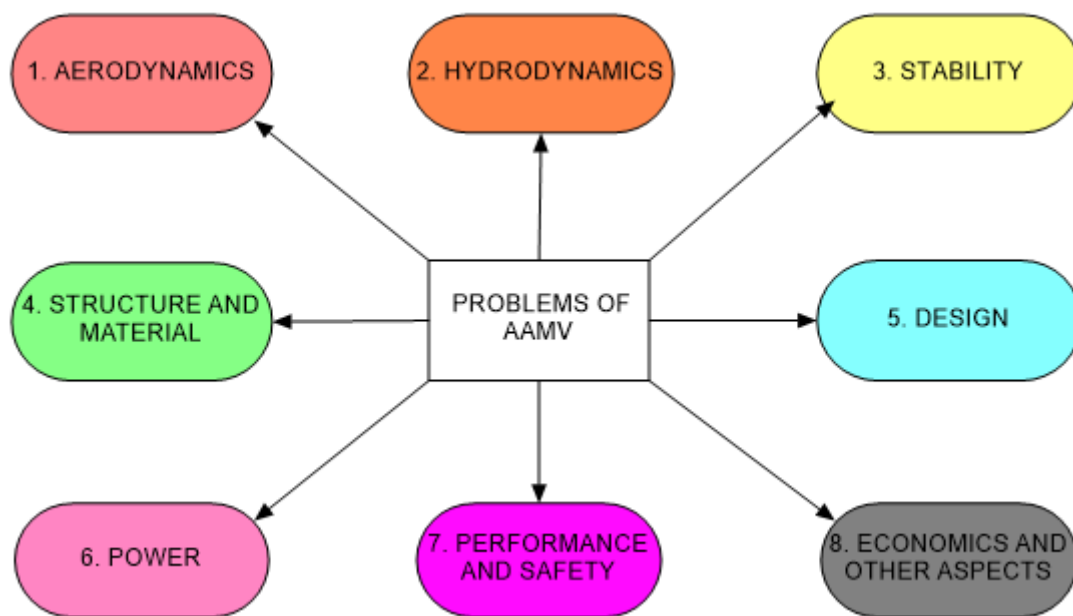 1. AERODYNAMICS
2. HYDRODYNAMICS
3. STABILITY
4. STRUCTURE AND
MATERIAL
PROBLEMS OF
AAMV
5. DESIGN
6. POWER
7. PERFORMANCE
AND SAFETY
8. ECONOMICS AND
OTHER ASPECTS